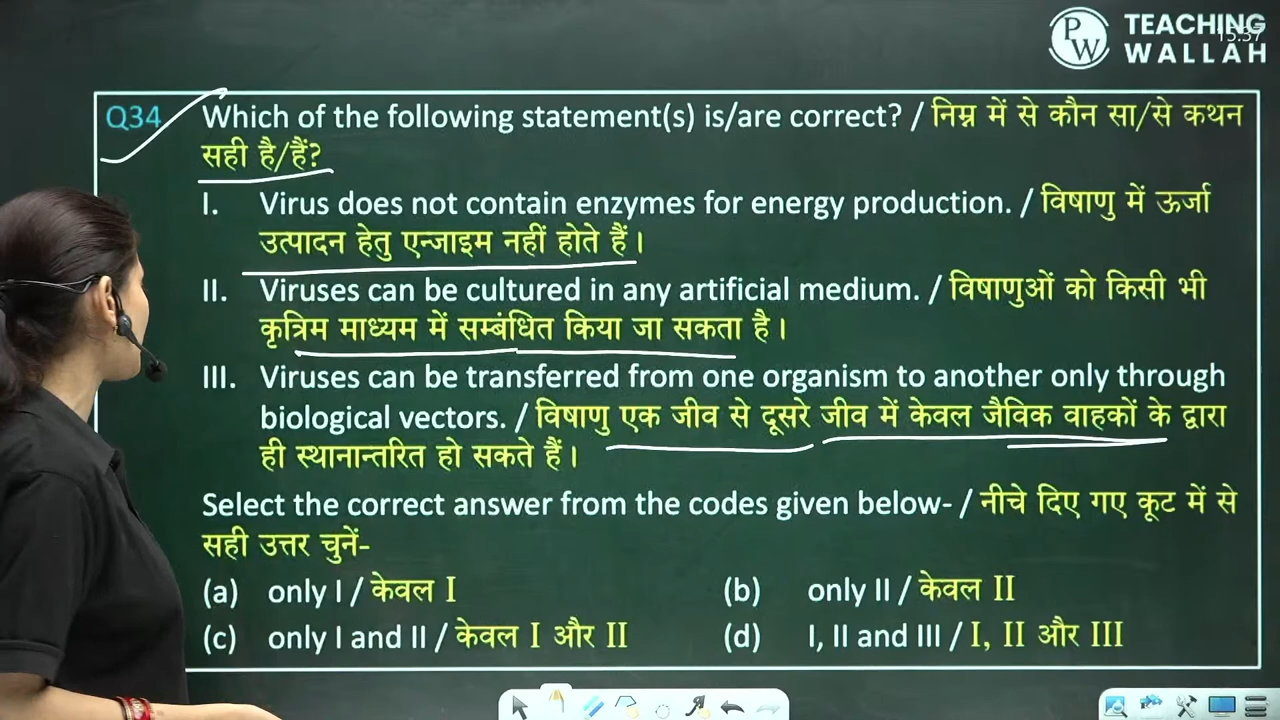 PW TEACHING
WALLAH
Q34 Which of the following statement(s) is/are correct? / निम्न में से कौन सा/से कथन
सही है/हैं?
I. Virus does not contain enzymes for energy production. / विषाणु में ऊर्जा
उत्पादन हेतु एन्जाइम नहीं होते हैं।
II. Viruses can be cultured in any artificial medium. / विषाणुओं को किसी भी
कृत्रिम माध्यम में सम्बंधित किया जा सकता है।
III. Viruses can be transferred from one organism to another only through
biological vectors. / विषाणु एक जीव से दूसरे जीव में केवल जैविक वाहकों के द्वारा
ही स्थानान्तरित हो सकते हैं।
Select the correct answer from the codes given below- / नीचे दिए गए कूट में से
सही उत्तर चुनें-
(a) only I / केवल I (b) only II / केवल II
(c) only I and II / केवल I और II (d) I, II and III / I, II और III